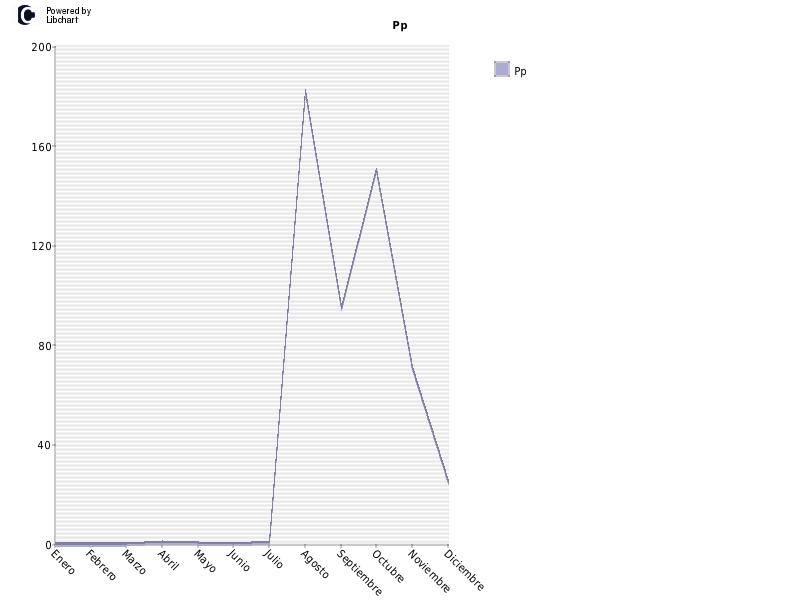 Powered by
Libchart
Pp
200
160
120
80
40
0
Pp
Enero
Febrero
Marzo
Abril
Mayo
Junio
Julio
Agosto
Septiembre
Octubre
Noviembre
Diciembre